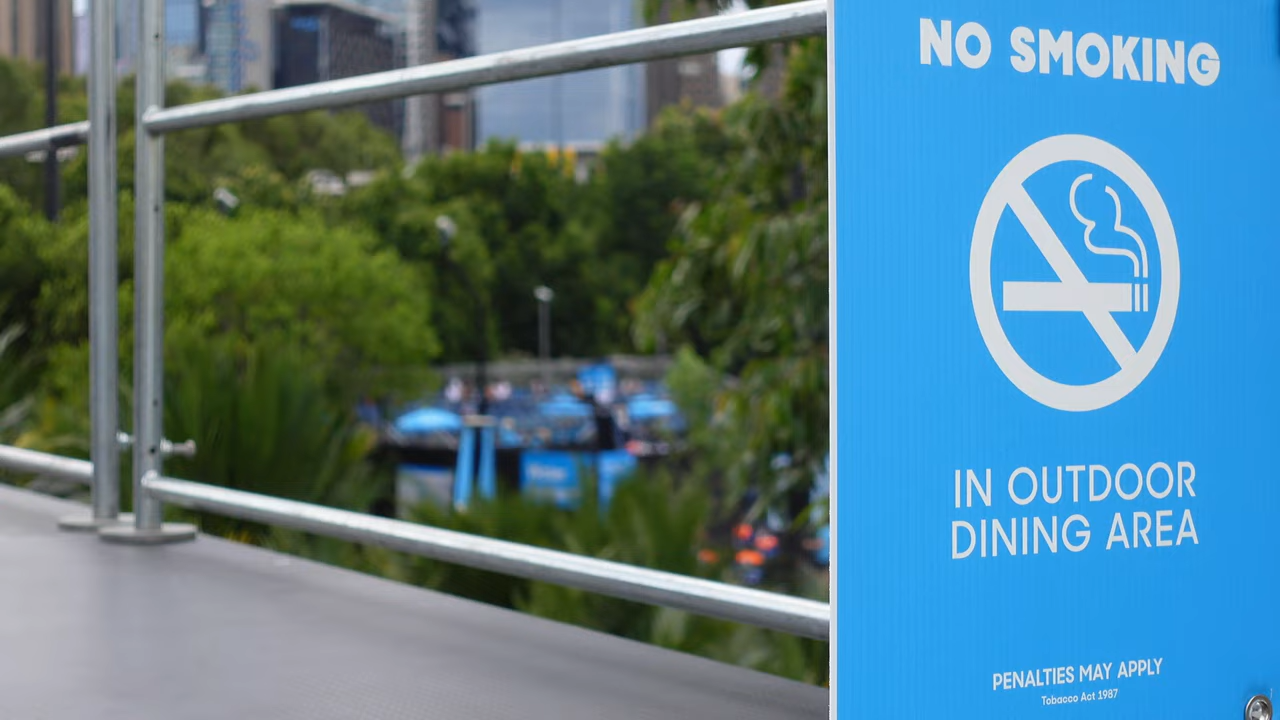 NO SMOKING
IN OUTDOOR
DINING AREA
PENALTIES MAY APPLY
Tobacco Act 1987